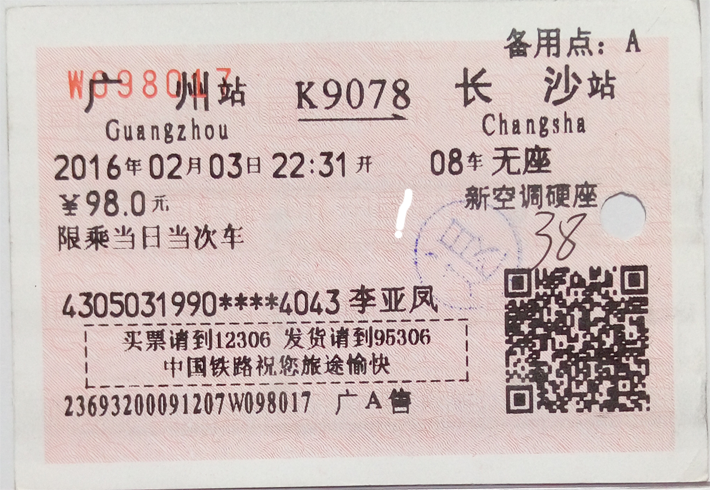 备用点：A
W098017
广州站 K9078 长沙站
Guangzhou Changsha
2016年02月03日22:31开 08车无座
￥98.0元 新空调硬座
限乘当日当次车 38
4305031990****4043李亚凤
买票请到12306 发货请到95306
中国铁路祝您旅途愉快
23693200091207W098017 广A售